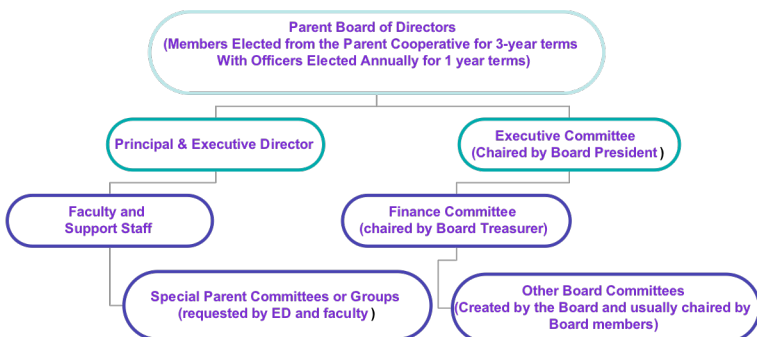 Parent Board of Directors
(Members Elected from the Parent Cooperative for 3-year terms
With Officers Elected Annually for 1 year terms)
Principal & Executive Director
Executive Committee
(Chaired by Board President)
Faculty and
Support Staff
Finance Committee
(chaired by Board Treasurer)
Special Parent Committees or Groups
(requested by ED and faculty)
Other Board Committees
(Created by the Board and usually chaired by
Board members)